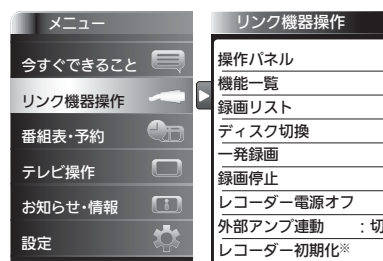 メニュー
今すぐできること
リンク機器操作
番組表・予約
テレビ操作
お知らせ・情報
設定
リンク機器操作
操作パネル
機能一覧
録画リスト
ディスク切換
一発録画
録画停止
レコーダー電源オフ
外部アンプ連動 :切
レコーダー初期化※